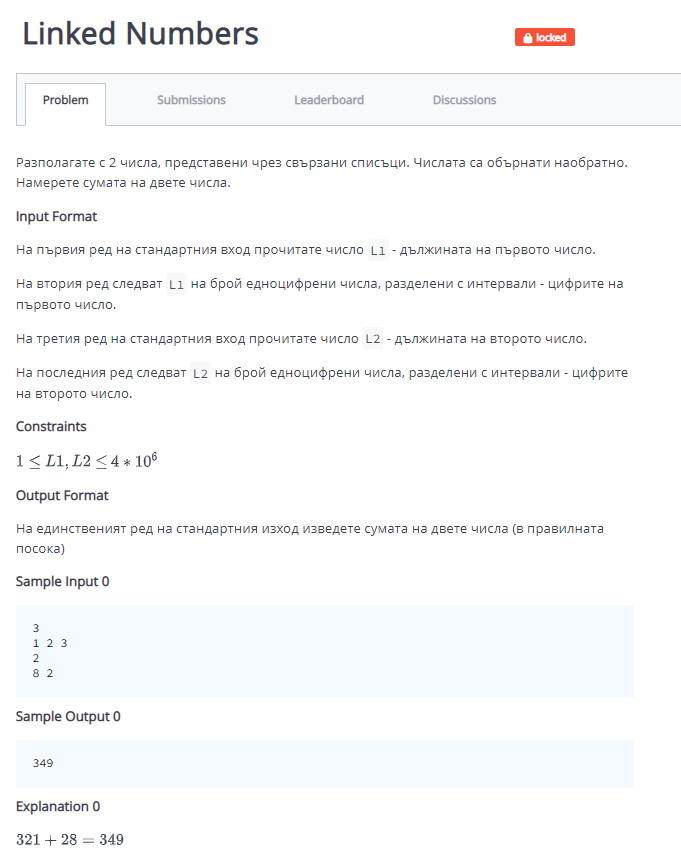 Linked Numbers
locked
Problem
Submissions
Leaderboard
Discussions
Разполагате с 2 числа, представени чрез свързани списъци. Числата са обърнати наобратно.
Намерете сумата на двете числа.
Input Format
На първия ред на стандартния вход прочитате число L1 - дължината на първото число.
На втория ред следват L1 на брой едноцифрени числа, разделени с интервали - цифрите на
първото число.
На третия ред на стандартния вход прочитате число L2 - дължината на второто число.
На последния ред следват L2 на брой едноцифрени числа, разделени с интервали - цифрите
на второто число.
Constraints
1 ≤ L1, L2 ≤ 4 * 10⁶
Output Format
На единственият ред на стандартния изход изведете сумата на двете числа (в правилната
посока)
Sample Input 0
3
1 2 3
2
8 2
Sample Output 0
349
Explanation 0
321 + 28 = 349